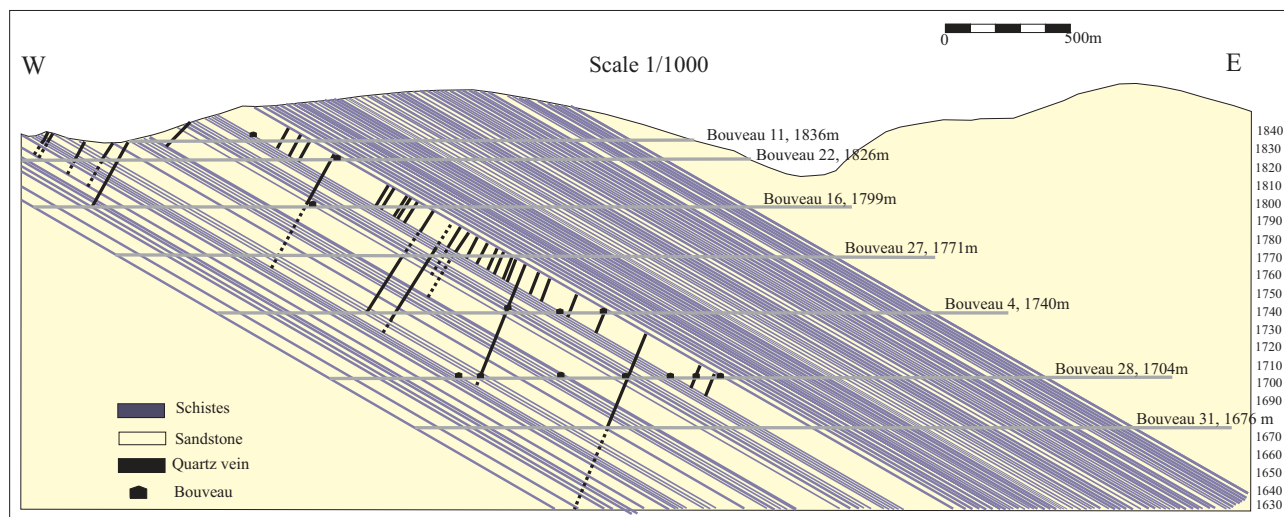 0
500m
W
Scale 1/1000
E
Bouveau 11, 1836m
Bouveau 22, 1826m
Bouveau 16, 1799m
Bouveau 27, 1771m
Bouveau 4, 1740m
Bouveau 28, 1704m
Bouveau 31, 1676 m
1840
1830
1820
1810
1800
1790
1780
1770
1760
1750
1740
1730
1720
1710
1700
1690
1680
1670
1660
1650
1640
1630
Schistes
Sandstone
Quartz vein
Bouveau